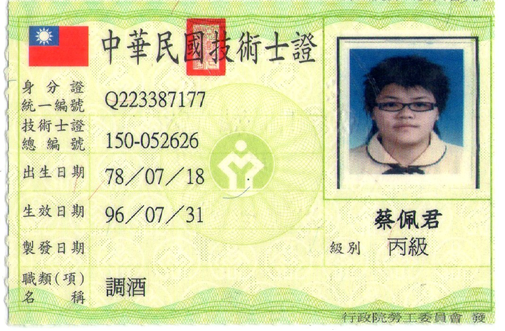 中華民國技術士證
身分證統一編號 Q223387177
技術士證總編號 150-052626
出生日期 78/07/18
生效日期 96/07/31
製發日期
職類(項)名稱 調酒
蔡佩君
級別 丙級
行政院勞工委員會 發